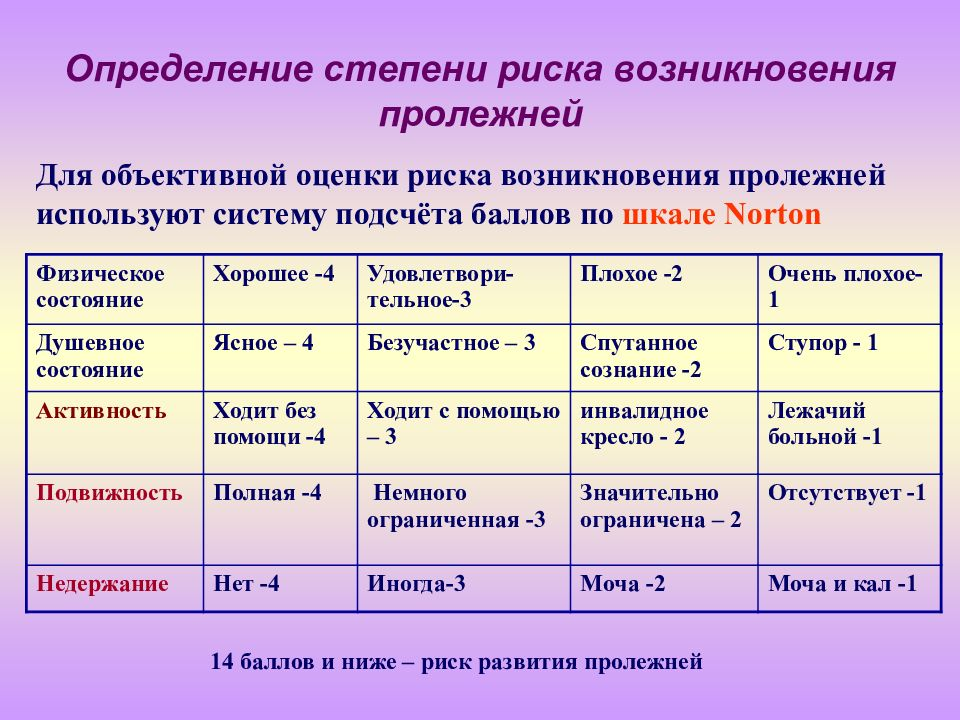 Определение степени риска возникновения
пролежней
Для объективной оценки риска возникновения пролежней
используют систему подсчёта баллов по шкале Norton
Физическое
состояние
Хорошее -4
Удовлетвори-
тельное-3
Плохое -2
Очень плохое-
1
Душевное
состояние
Ясное – 4
Безучастное – 3
Спутанное
сознание -2
Ступор - 1
Активность
Ходит без
помощи -4
Ходит с помощью
– 3
инвалидное
кресло - 2
Лежачий
больной -1
Подвижность
Полная -4
Немного
ограниченная -3
Значительно
ограничена – 2
Отсутствует -1
Недержание
Нет -4
Иногда-3
Моча -2
Моча и кал -1
14 баллов и ниже – риск развития пролежней